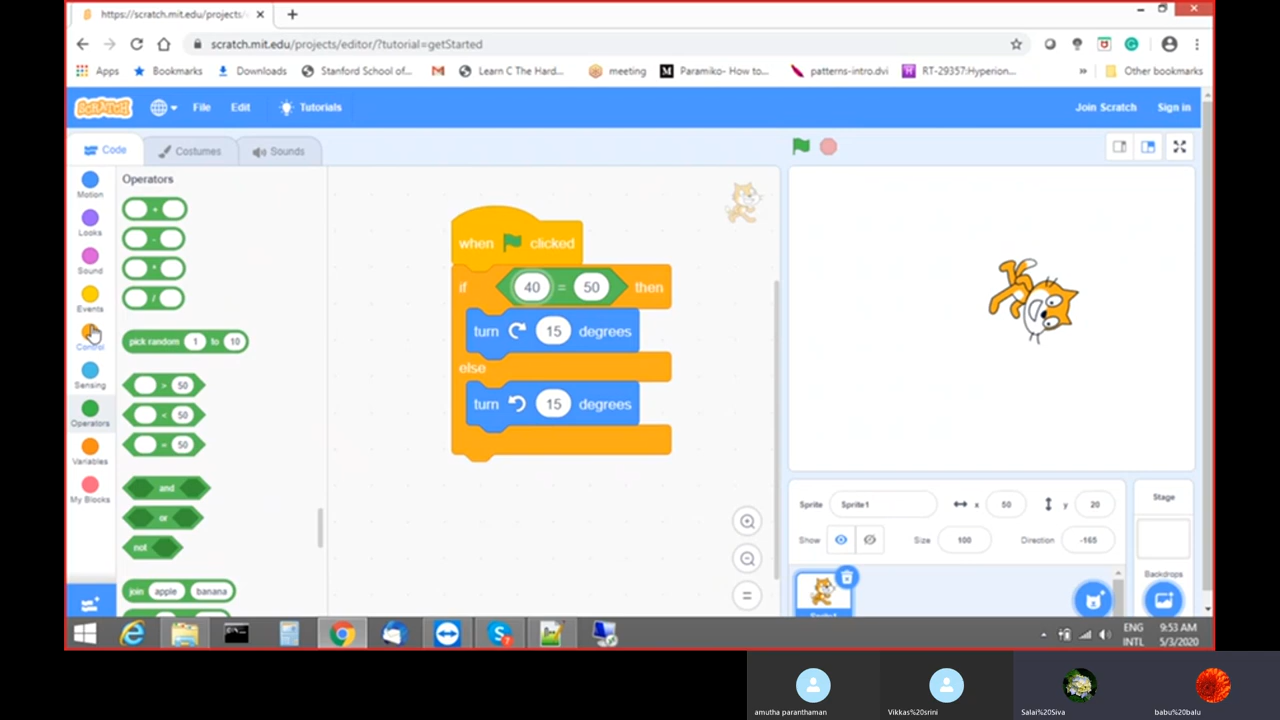 https://scratch.mit.edu/projects/
scratch.mit.edu/projects/editor/?tutorial=getStarted
Apps Bookmarks Downloads Stanford School of... Learn C The Hard... meeting Paramiko- How to... patterns-intro.dvi RT-29357:Hyperion... » Other bookmarks
SCRATCH File Edit Tutorials Join Scratch Sign in
Code Costumes Sounds
Motion
Looks
Sound
Events
Control
Sensing
Operators
Variables
My Blocks
Operators
+
-
*
/
pick random 1 to 10
> 50
< 50
= 50
and
or
not
join apple banana
when clicked
if 40 = 50 then
turn 15 degrees
else
turn 15 degrees
Sprite Sprite1 x 50 y 20
Show Size 100 Direction -165
Sprite1
Stage
Backdrops
ENG
INTL
9:53 AM
5/3/2020
amutha paranthaman
Vikkas%20srini
Salai%20Siva
babu%20balu